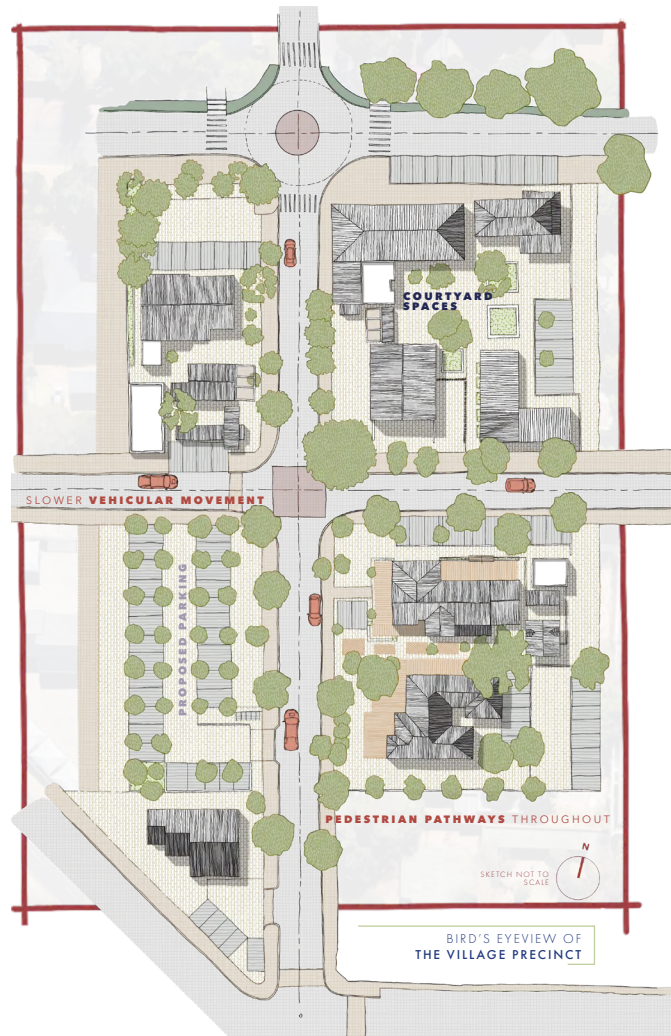 COURTYARD
SPACES
SLOWER VEHICULAR MOVEMENT
PROPOSED PARKING
PEDESTRIAN PATHWAYS THROUGHOUT
N
SKETCH NOT TO
SCALE
BIRD'S EYEVIEW OF
THE VILLAGE PRECINCT